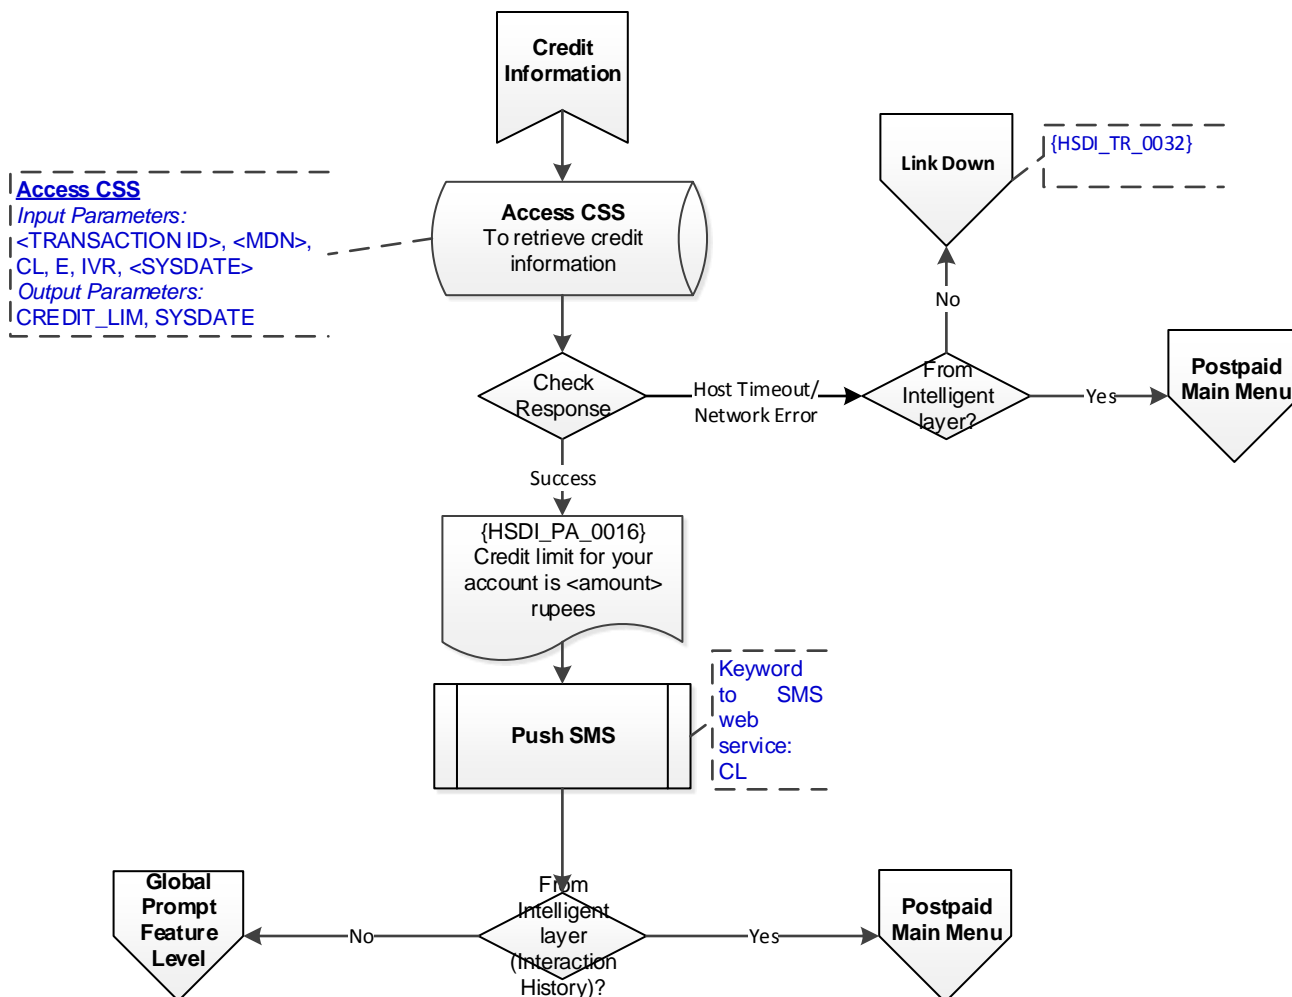 Credit
Information
Access CSS
Input Parameters:
<TRANSACTION ID>, <MDN>,
CL, E, IVR, <SYSDATE>
Output Parameters:
CREDIT_LIM, SYSDATE
Access CSS
To retrieve credit
information
Link Down
{HSDI_TR_0032}
No
Check
Response
Host Timeout/
Network Error
From
Intelligent
layer?
Yes
Postpaid
Main Menu
Success
{HSDI_PA_0016}
Credit limit for your
account is <amount>
rupees
Push SMS
Keyword
to SMS
web
service:
CL
Global
Prompt
Feature
Level
No
From
Intelligent
layer
(Interaction
History)?
Yes
Postpaid
Main Menu